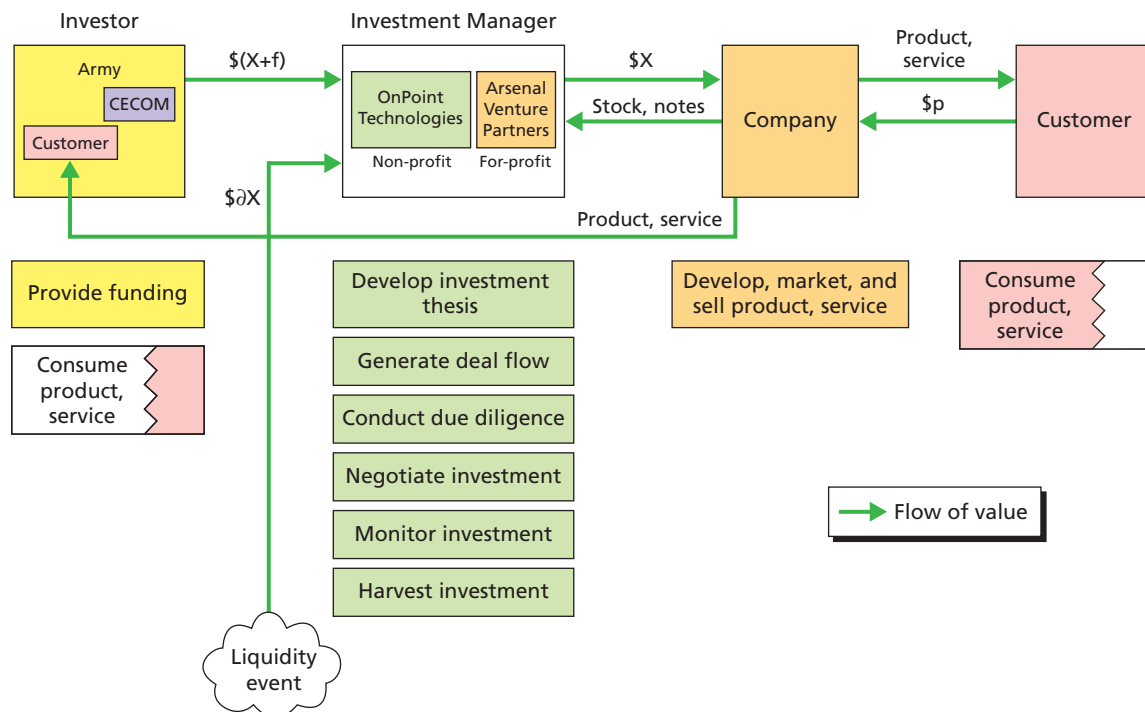 Investor
Investment Manager
Army
CECOM
Customer
$(X+f)
OnPoint
Technologies
Non-profit
Arsenal
Venture
Partners
For-profit
$X
Stock, notes
Company
Product,
service
$p
Customer
$∂X
Product, service
Provide funding
Consume
product,
service
Develop investment
thesis
Generate deal flow
Conduct due diligence
Negotiate investment
Monitor investment
Harvest investment
Develop, market, and
sell product, service
Consume
product,
service
Flow of value
Liquidity
event